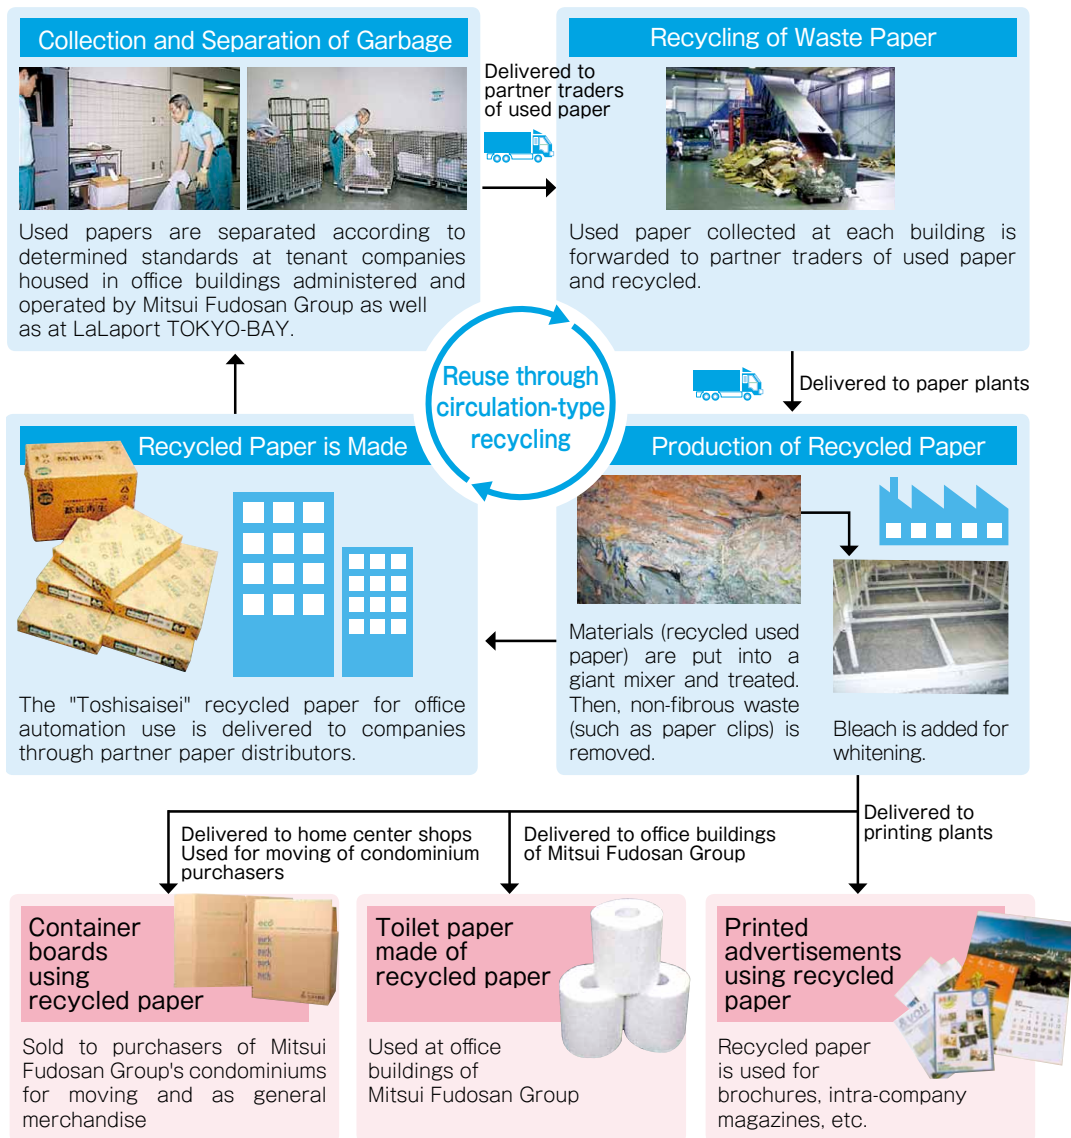 Collection and Separation of Garbage
Used papers are separated according to
determined standards at tenant companies
housed in office buildings administered and
operated by Mitsui Fudosan Group as well
as at LaLaport TOKYO-BAY.
Delivered to
partner traders
of used paper
Recycling of Waste Paper
Used paper collected at each building is
forwarded to partner traders of used paper
and recycled.
Reuse through
circulation-type
recycling
Delivered to paper plants
Recycled Paper is Made
The "Toshisaisei" recycled paper for office
automation use is delivered to companies
through partner paper distributors.
Production of Recycled Paper
Materials (recycled used
paper) are put into a
giant mixer and treated.
Then, non-fibrous waste
(such as paper clips) is
removed.
Bleach is added for
whitening.
Delivered to home center shops
Used for moving of condominium
purchasers
Delivered to office buildings
of Mitsui Fudosan Group
Delivered to
printing plants
Container
boards
using
recycled paper
eco
park
park
park
park
Sold to purchasers of Mitsui
Fudosan Group's condominiums
for moving and as general
merchandise
Toilet paper
made of
recycled paper
Used at office
buildings of
Mitsui Fudosan Group
Printed
advertisements
using recycled
paper
こんにちは
Recycled paper
is used for
brochures, intra-company
magazines, etc.